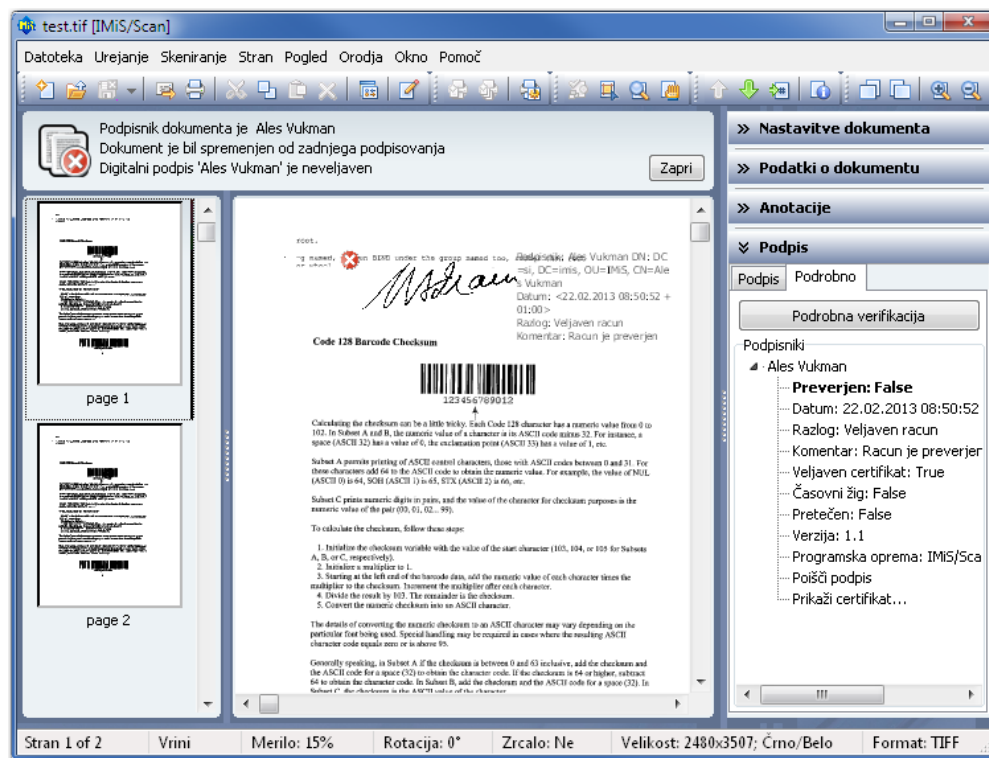 test.tif [IMiS/Scan]
Datoteka Urejanje Skeniranje Stran Pogled Orodja Okno Pomoč
Podpisnik dokumenta je Ales Vukman
Dokument je bil spremenjen od zadnjega podpisovanja
Digitalni podpis 'Ales Vukman' je neveljaven
Zapri
page 1
page 2
root.
Podpisnik: Ales Vukman DN: DC
=si, DC=imis, OU=IMiS, CN=Ale
s Vukman
Datum: <22.02.2013 08:50:52 +
01:00>
Razlog: Veljaven racun
Komentar: Racun je preverjen
Code 128 Barcode Checksum
123456789012
Calculating the checksum can be a little tricky. Each Code 128 character has a numeric value from 0 to
102. In Subset A and B, the numeric value of a character is its ASCII code minus 32. For instance, a
space (ASCII 32) has a value of 0, the exclamation point (ASCII 33) has a value of 1, etc.
Subset A permits printing of ASCII control characters, those with ASCII codes between 0 and 31. For
these characters add 64 to the ASCII code to obtain the numeric value. For example, the value of NUL
(ASCII 0) is 64, SOH (ASCII 1) is 65, STX (ASCII 2) is 66, etc.
Subset C prints numeric digits in pairs, and the value of the character for checksum purposes is the
numeric value of the pair (00, 01, 02... 99).
To calculate the checksum, follow these steps:
1. Initialize the checksum variable with the value of the start character (103, 104, or 105 for Subsets
A, B, or C, respectively).
2. Initialize a multiplier to 1.
3. Starting at the left end of the barcode data, add the numeric value of each character times the
multiplier to the checksum. Increment the multiplier after each character.
4. Divide the result by 103. The remainder is the checksum.
5. Convert the numeric checksum into an ASCII character.
The details of converting the numeric checksum to an ASCII character may vary depending on the
particular font being used. Special handling may be required in cases where the resulting ASCII
character code equals zero or is above 95.
Generally speaking, in Subset A if the checksum is between 0 and 63 inclusive, add the checksum and
the ASCII code for a space (32) to obtain the character code. If the checksum is 64 or higher, subtract
64 to obtain the character code. In Subset B, add the checksum and the ASCII code for a space (32). In
Subset C, the checksum is the ASCII value of the character.
Nastavitve dokumenta
Podatki o dokumentu
Anotacije
Podpis
Podpis Podrobno
Podrobna verifikacija
Podpisniki
Ales Vukman
Preverjen: False
Datum: 22.02.2013 08:50:52
Razlog: Veljaven racun
Komentar: Racun je preverjer
Veljaven certifikat: True
Časovni žig: False
Pretečen: False
Verzija: 1.1
Programska oprema: IMiS/Sca
Poišči podpis
Prikaži certifikat...
Stran 1 of 2 Vrini Merilo: 15% Rotacija: 0° Zrcalo: Ne Velikost: 2480x3507; Črno/Belo Format: TIFF